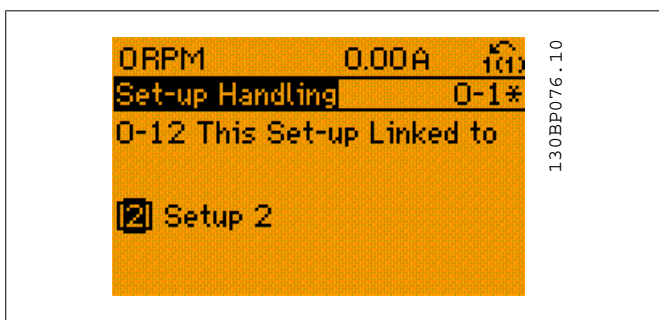 0RPM 0.00A 1(1)
Set-up Handling 0-1*
0-12 This Set-up Linked to
[2] Setup 2
130BP076.10